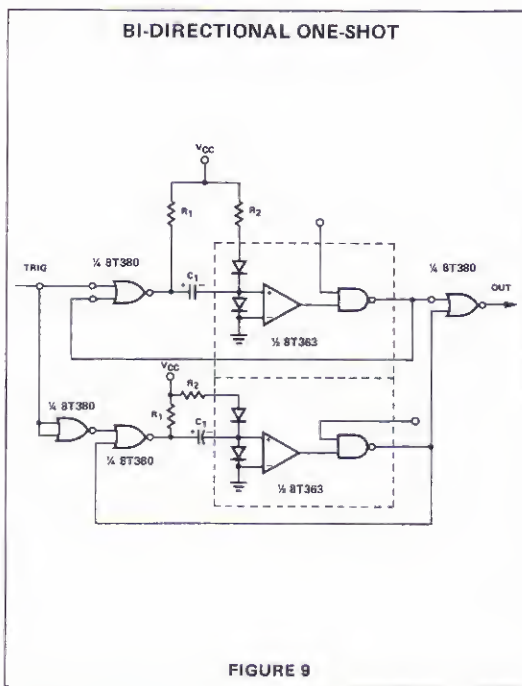 BI-DIRECTIONAL ONE-SHOT
VCC
R1
R2
TRIG
¼ 8T380
C1
+
−
+
−
½ 8T363
¼ 8T380
OUT
VCC
R2
R1
¼ 8T380
¼ 8T380
C1
+
−
+
−
½ 8T363
FIGURE 9